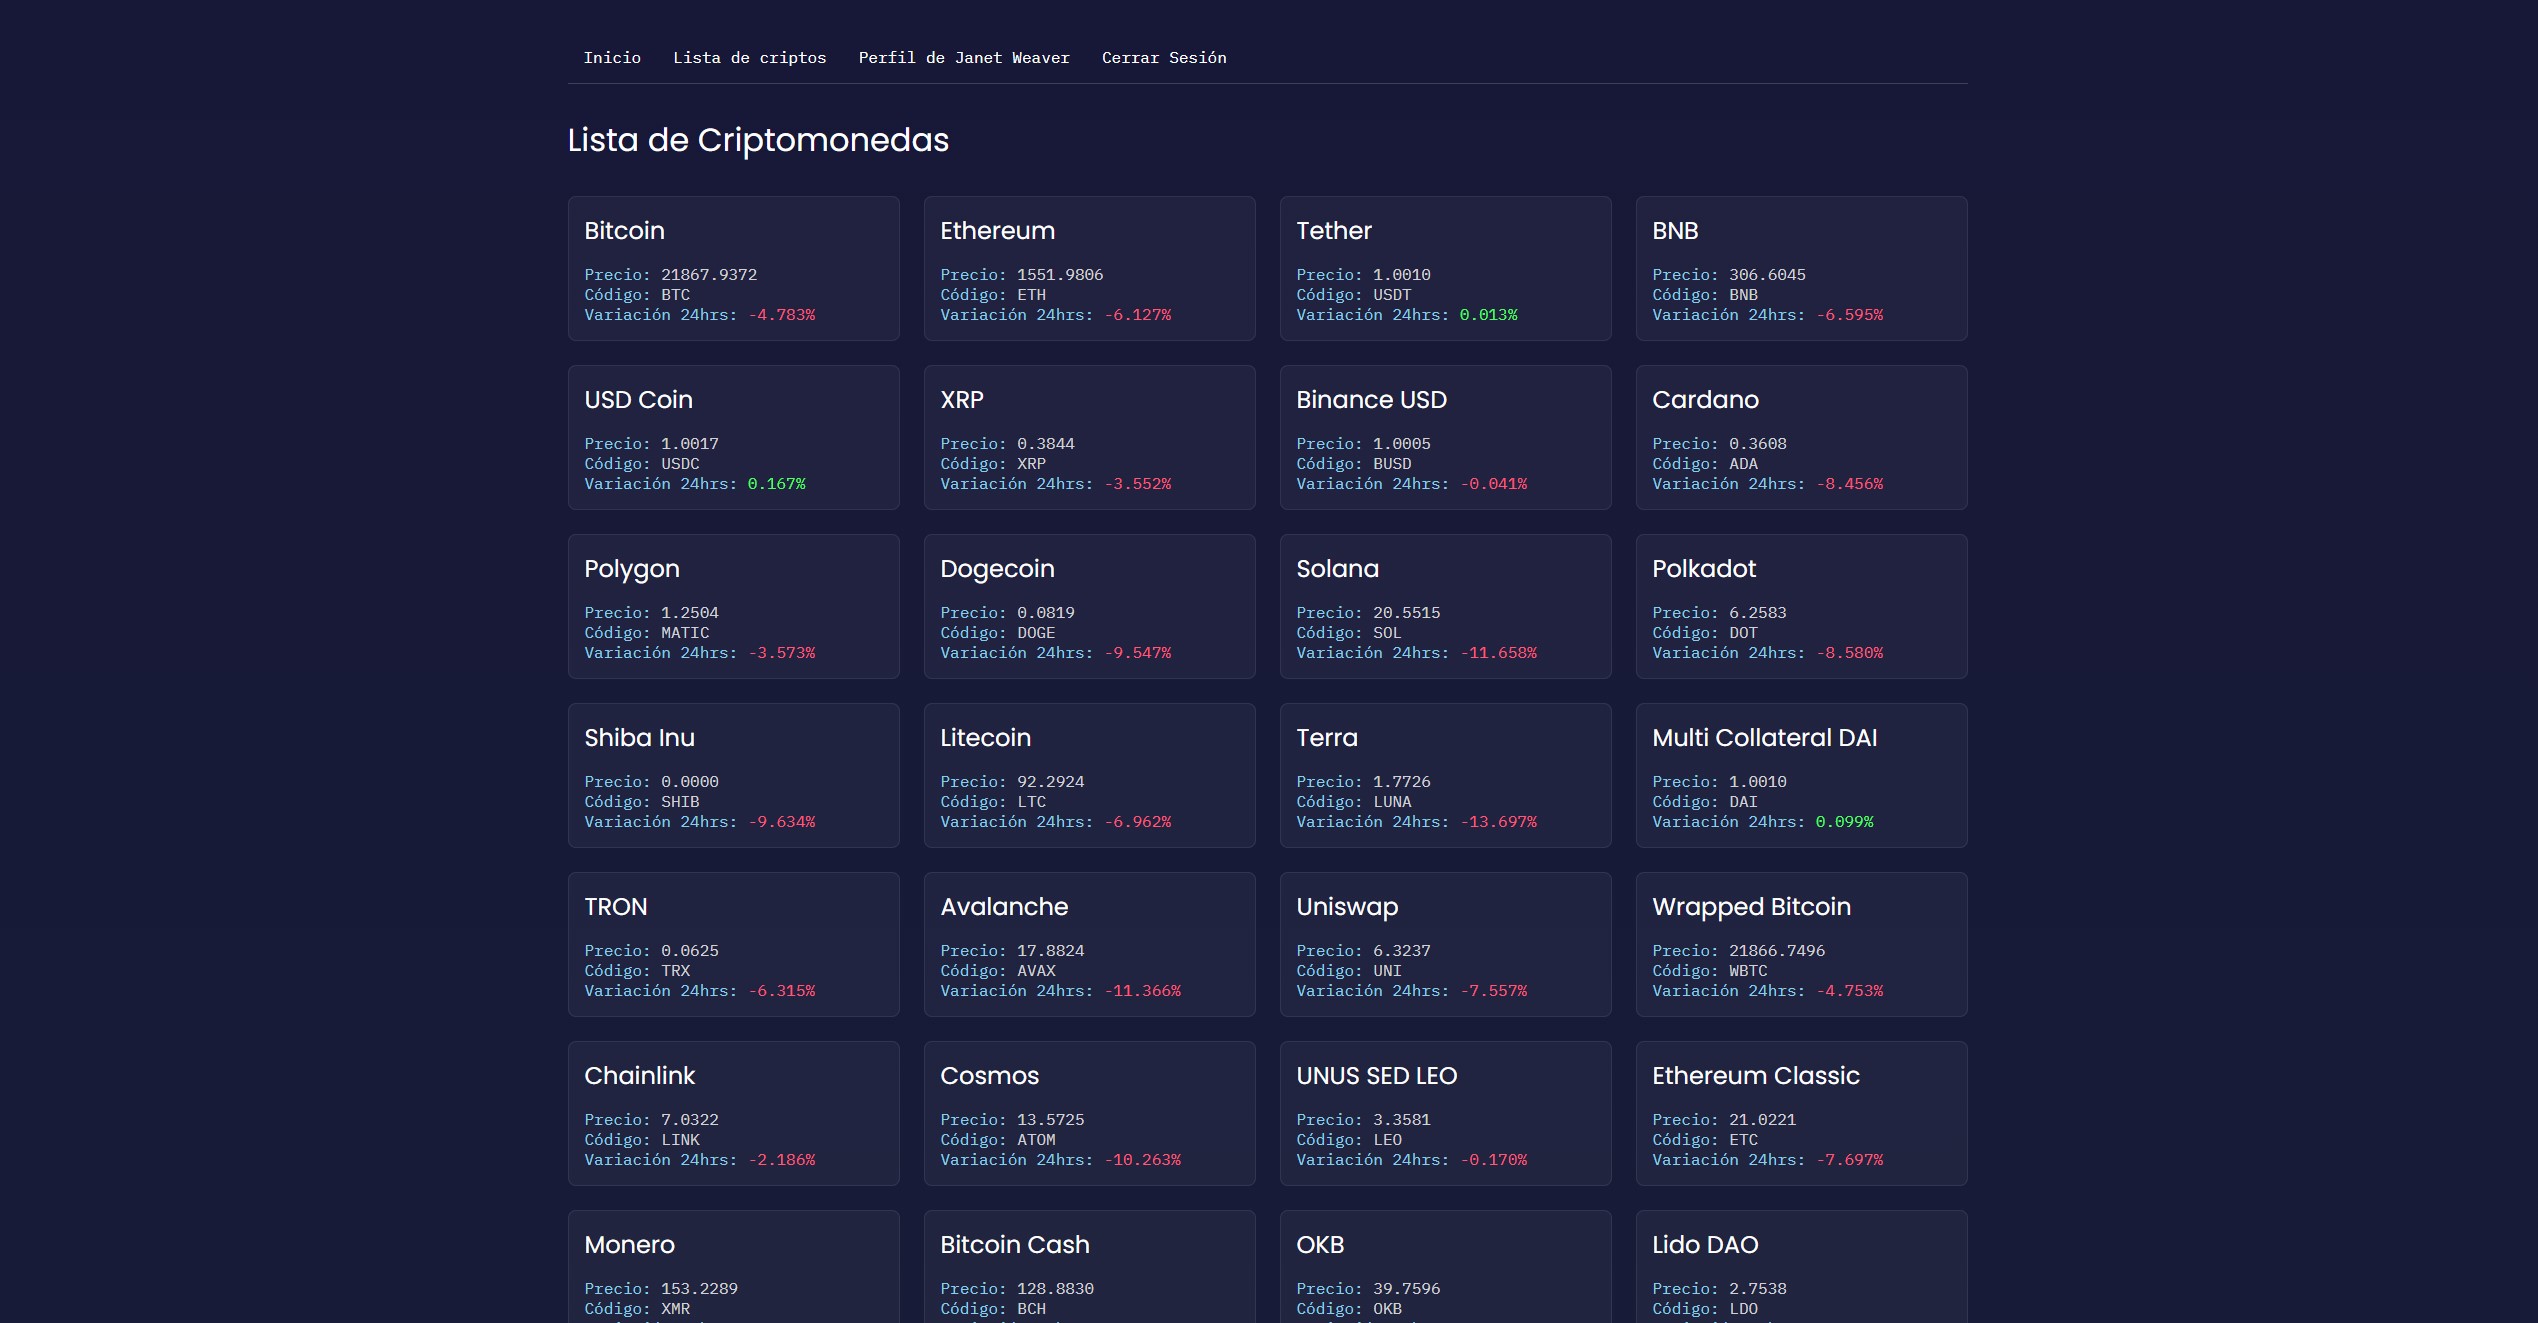 Inicio Lista de criptos Perfil de Janet Weaver Cerrar Sesión
Lista de Criptomonedas
Bitcoin
Precio: 21867.9372
Código: BTC
Variación 24hrs: -4.783%
Ethereum
Precio: 1551.9806
Código: ETH
Variación 24hrs: -6.127%
Tether
Precio: 1.0010
Código: USDT
Variación 24hrs: 0.013%
BNB
Precio: 306.6045
Código: BNB
Variación 24hrs: -6.595%
USD Coin
Precio: 1.0017
Código: USDC
Variación 24hrs: 0.167%
XRP
Precio: 0.3844
Código: XRP
Variación 24hrs: -3.552%
Binance USD
Precio: 1.0005
Código: BUSD
Variación 24hrs: -0.041%
Cardano
Precio: 0.3608
Código: ADA
Variación 24hrs: -8.456%
Polygon
Precio: 1.2504
Código: MATIC
Variación 24hrs: -3.573%
Dogecoin
Precio: 0.0819
Código: DOGE
Variación 24hrs: -9.547%
Solana
Precio: 20.5515
Código: SOL
Variación 24hrs: -11.658%
Polkadot
Precio: 6.2583
Código: DOT
Variación 24hrs: -8.580%
Shiba Inu
Precio: 0.0000
Código: SHIB
Variación 24hrs: -9.634%
Litecoin
Precio: 92.2924
Código: LTC
Variación 24hrs: -6.962%
Terra
Precio: 1.7726
Código: LUNA
Variación 24hrs: -13.697%
Multi Collateral DAI
Precio: 1.0010
Código: DAI
Variación 24hrs: 0.099%
TRON
Precio: 0.0625
Código: TRX
Variación 24hrs: -6.315%
Avalanche
Precio: 17.8824
Código: AVAX
Variación 24hrs: -11.366%
Uniswap
Precio: 6.3237
Código: UNI
Variación 24hrs: -7.557%
Wrapped Bitcoin
Precio: 21866.7496
Código: WBTC
Variación 24hrs: -4.753%
Chainlink
Precio: 7.0322
Código: LINK
Variación 24hrs: -2.186%
Cosmos
Precio: 13.5725
Código: ATOM
Variación 24hrs: -10.263%
UNUS SED LEO
Precio: 3.3581
Código: LEO
Variación 24hrs: -0.170%
Ethereum Classic
Precio: 21.0221
Código: ETC
Variación 24hrs: -7.697%
Monero
Precio: 153.2289
Código: XMR
Bitcoin Cash
Precio: 128.8830
Código: BCH
OKB
Precio: 39.7596
Código: OKB
Lido DAO
Precio: 2.7538
Código: LDO